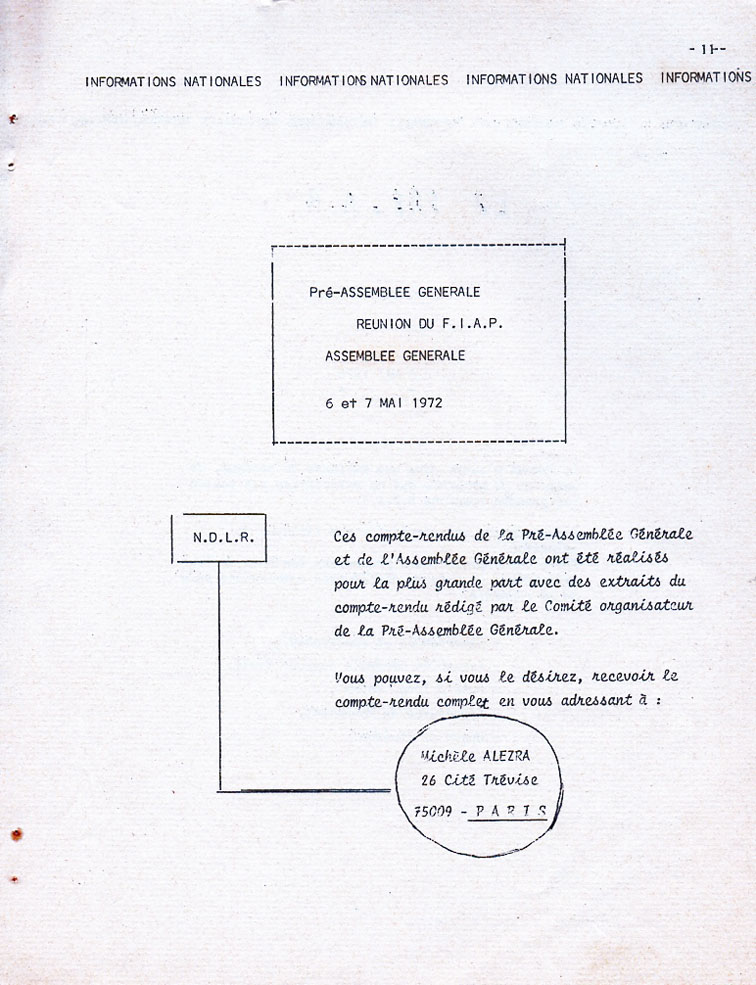 - 11--
INFORMATIONS NATIONALES INFORMATIONS NATIONALES INFORMATIONS NATIONALES INFORMATIONS
Pré-ASSEMBLEE GENERALE
REUNION DU F.I.A.P.
ASSEMBLEE GENERALE
6 et 7 MAI 1972
N.D.L.R.
Ces compte-rendus de la Pré-Assemblée Générale
et de l'Assemblée Générale ont été réalisés
pour la plus grande part avec des extraits du
compte-rendu rédigé par le Comité organisateur
de la Pré-Assemblée Générale.
Vous pouvez, si vous le désirez, recevoir le
compte-rendu complet en vous adressant à :
Michèle ALEZRA
26 Cité Trévise
75009 - P A R I S